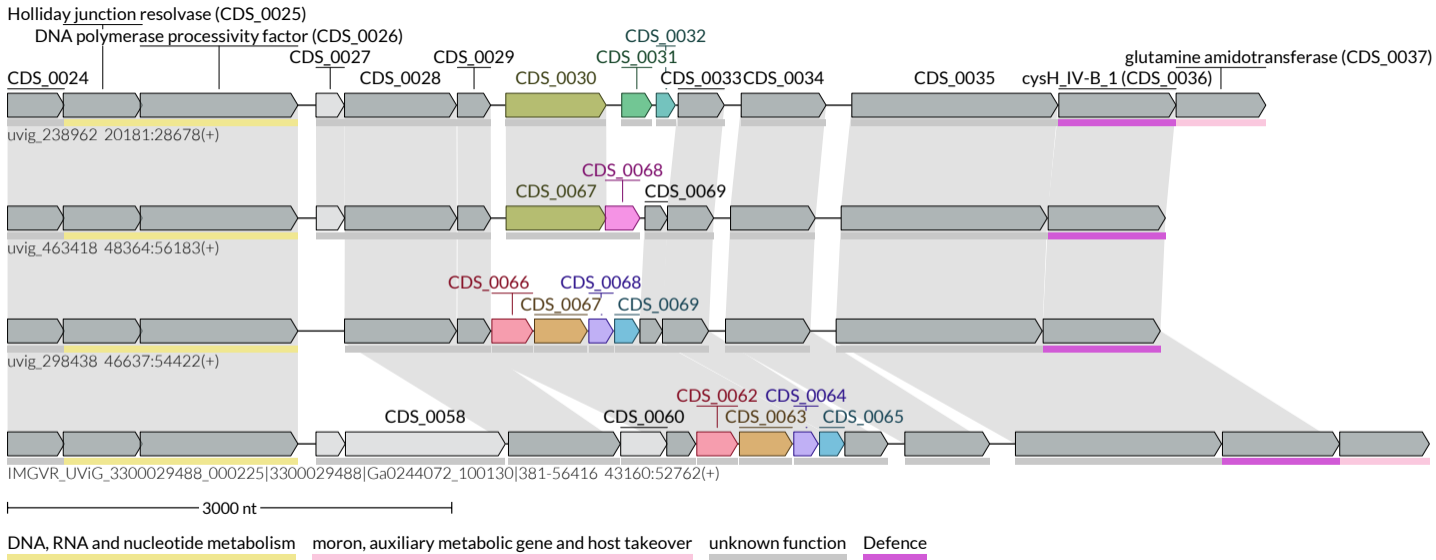 Holliday junction resolvase (CDS_0025)
DNA polymerase processivity factor (CDS_0026)
CDS_0032
CDS_0027 CDS_0029 CDS_0031 glutamine amidotransferase (CDS_0037)
CDS_0024 CDS_0028 CDS_0030 CDS_0033 CDS_0034 CDS_0035 cysH_IV-B_1 (CDS_0036)
uvig_238962 20181:28678(+)
CDS_0068
CDS_0067 CDS_0069
uvig_463418 48364:56183(+)
CDS_0066 CDS_0068
CDS_0067 CDS_0069
uvig_298438 46637:54422(+)
CDS_0062 CDS_0064
CDS_0058 CDS_0060 CDS_0063 CDS_0065
IMGVR_UViG_3300029488_000225|3300029488|Ga0244072_100130|381-56416 43160:52762(+)
3000 nt
DNA, RNA and nucleotide metabolism moron, auxiliary metabolic gene and host takeover unknown function Defence